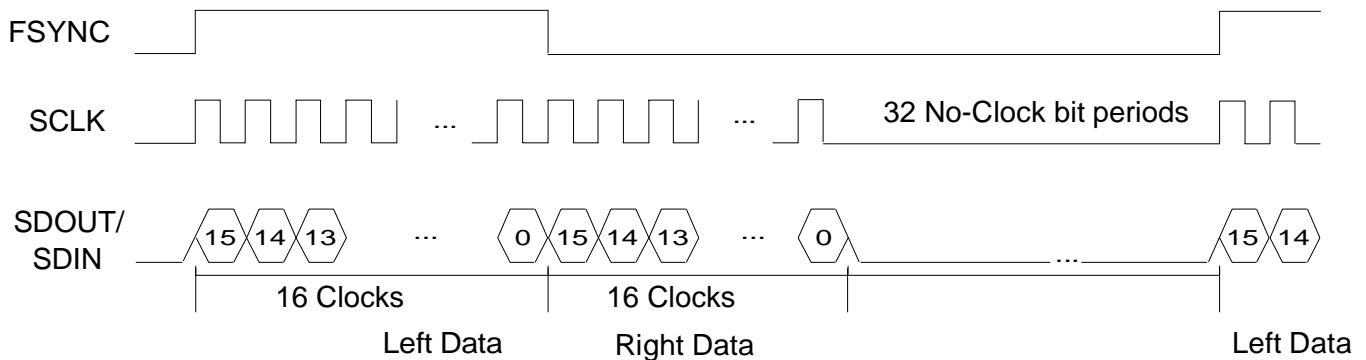 FSYNC
SCLK
...
...
32 No-Clock bit periods
SDOUT/
SDIN
15 14 13 ... 0 15 14 13 ... 0 ... 15 14
16 Clocks
16 Clocks
Left Data
Right Data
Left Data